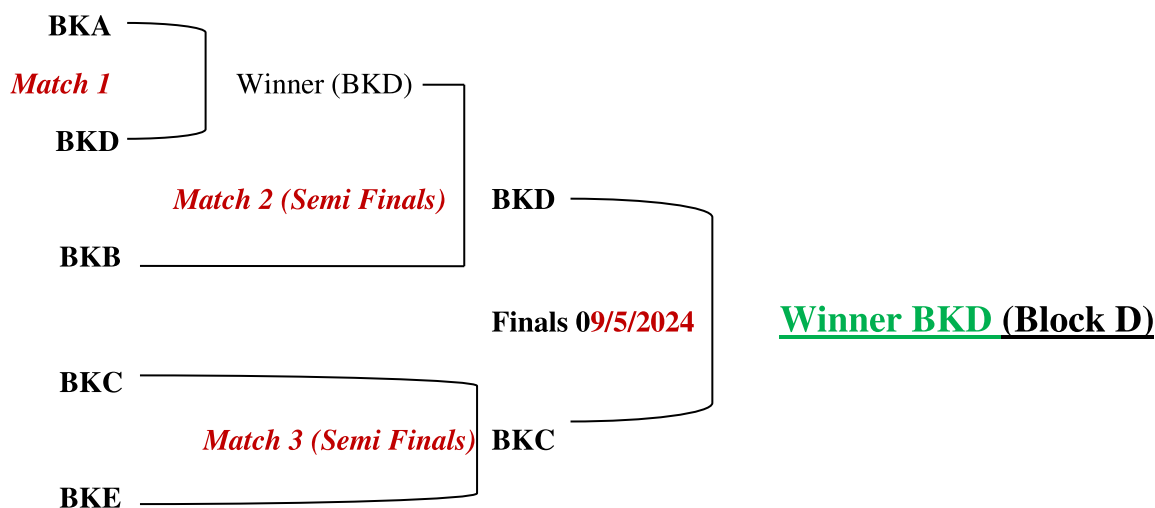 BKA
Match 1
Winner (BKD)
BKD
Match 2 (Semi Finals)
BKD
BKB
Finals 09/5/2024
Winner BKD (Block D)
BKC
Match 3 (Semi Finals)
BKC
BKE